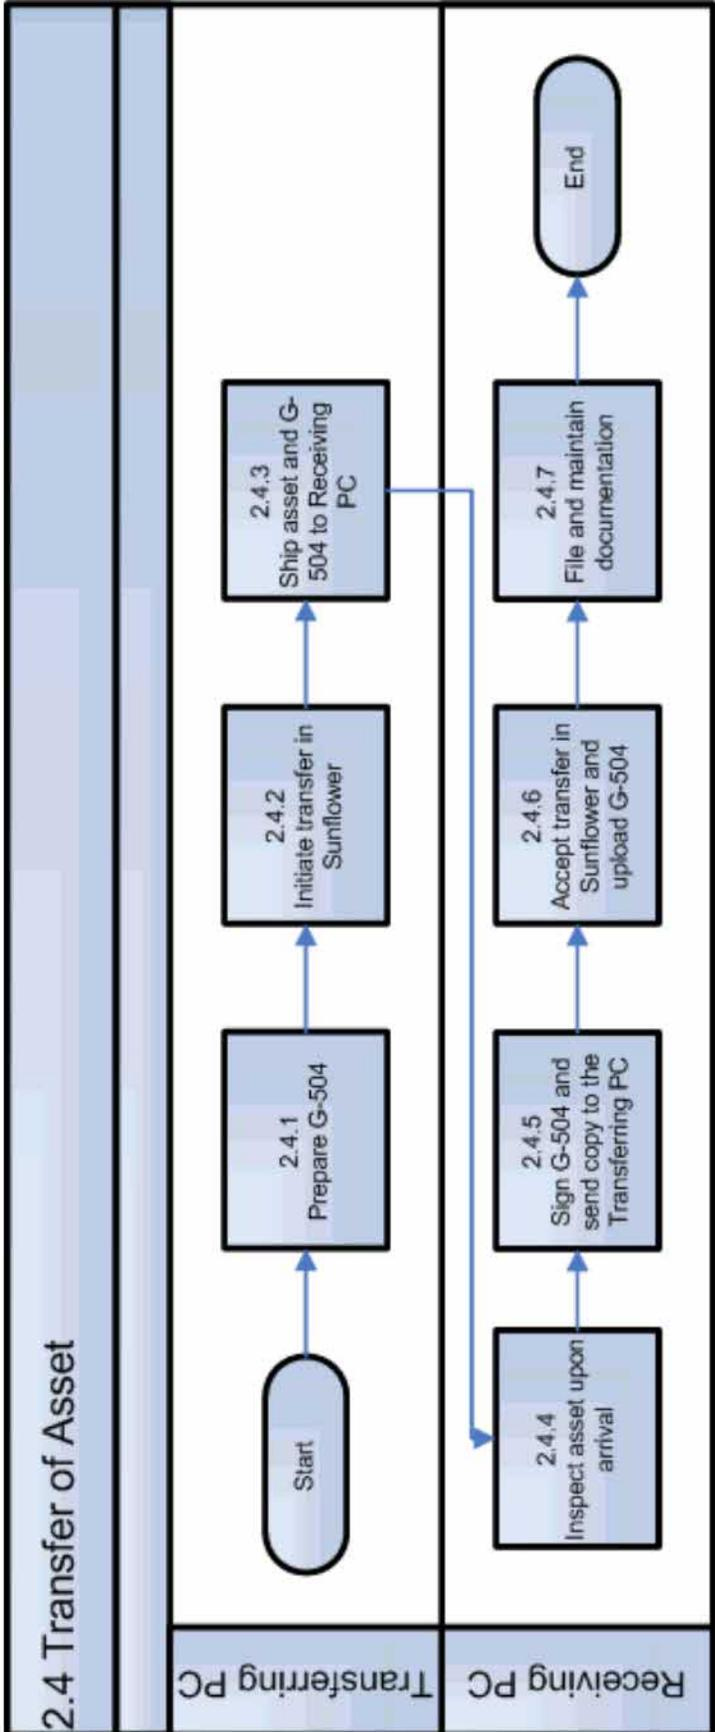 2.4 Transfer of Asset
Transferring PC
Start
2.4.1
Prepare G-504
2.4.2
Initiate transfer in
Sunflower
2.4.3
Ship asset and G-
504 to Receiving
PC
Receiving PC
2.4.4
Inspect asset upon
arrival
2.4.5
Sign G-504 and
send copy to the
Transferring PC
2.4.6
Accept transfer in
Sunflower and
upload G-504
2.4.7
File and maintain
documentation
End